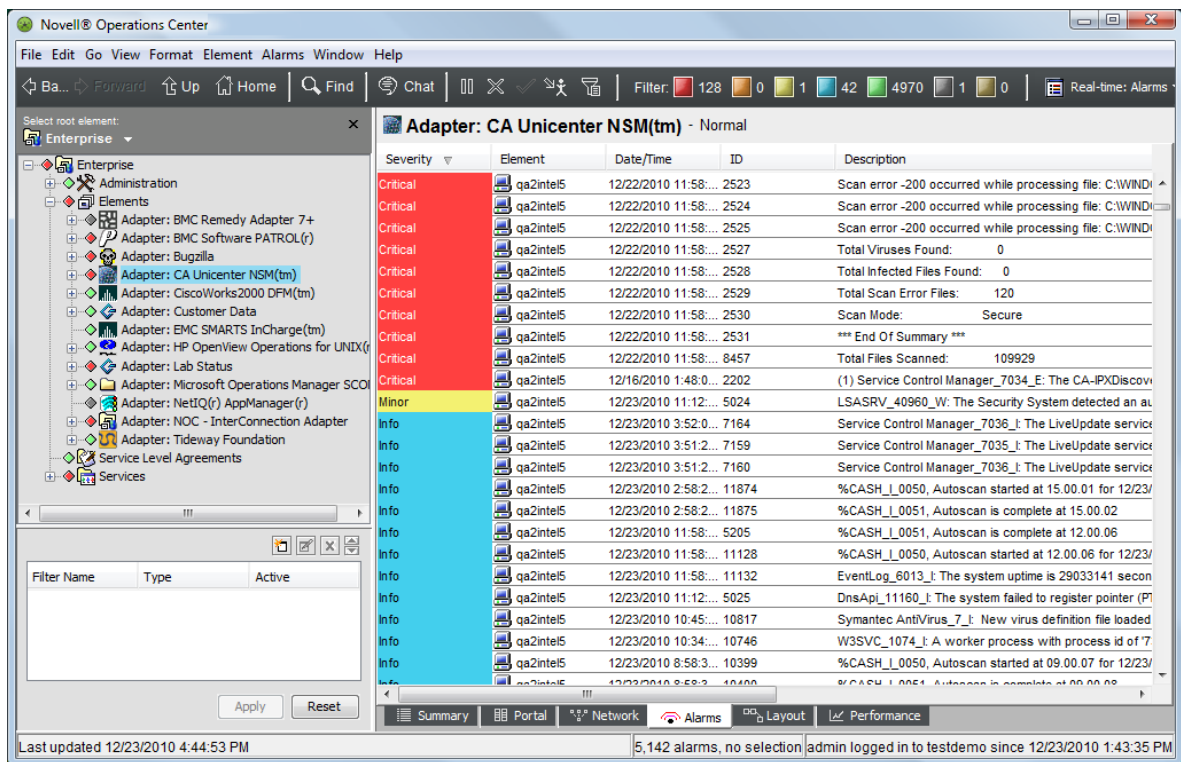 Novell® Operations Center
File Edit Go View Format Element Alarms Window Help
Ba... Forward Up Home Find Chat Filter: 128 0 1 42 4970 1 0 Real-time: Alarms
Select root element:
Enterprise
Enterprise
Administration
Elements
Adapter: BMC Remedy Adapter 7+
Adapter: BMC Software PATROL(r)
Adapter: Bugzilla
Adapter: CA Unicenter NSM(tm)
Adapter: CiscoWorks2000 DFM(tm)
Adapter: Customer Data
Adapter: EMC SMARTS InCharge(tm)
Adapter: HP OpenView Operations for UNIX(r
Adapter: Lab Status
Adapter: Microsoft Operations Manager SCO
Adapter: NetIQ(r) AppManager(r)
Adapter: NOC - InterConnection Adapter
Adapter: Tideway Foundation
Service Level Agreements
Services
Filter Name Type Active
Apply Reset
Adapter: CA Unicenter NSM(tm) - Normal
Severity Element Date/Time ID Description
Critical qa2intel5 12/22/2010 11:58:... 2523 Scan error -200 occurred while processing file: C:\WIND
Critical qa2intel5 12/22/2010 11:58:... 2524 Scan error -200 occurred while processing file: C:\WIND
Critical qa2intel5 12/22/2010 11:58:... 2525 Scan error -200 occurred while processing file: C:\WIND
Critical qa2intel5 12/22/2010 11:58:... 2527 Total Viruses Found: 0
Critical qa2intel5 12/22/2010 11:58:... 2528 Total Infected Files Found: 0
Critical qa2intel5 12/22/2010 11:58:... 2529 Total Scan Error Files: 120
Critical qa2intel5 12/22/2010 11:58:... 2530 Scan Mode: Secure
Critical qa2intel5 12/22/2010 11:58:... 2531 *** End Of Summary ***
Critical qa2intel5 12/22/2010 11:58:... 8457 Total Files Scanned: 109929
Critical qa2intel5 12/16/2010 1:48:0... 2202 (1) Service Control Manager_7034_E: The CA-IPXDiscov
Minor qa2intel5 12/23/2010 11:12:... 5024 LSASRV_40960_W: The Security System detected an au
Info qa2intel5 12/23/2010 3:52:0... 7164 Service Control Manager_7036_I: The LiveUpdate service
Info qa2intel5 12/23/2010 3:51:2... 7159 Service Control Manager_7035_I: The LiveUpdate service
Info qa2intel5 12/23/2010 3:51:2... 7160 Service Control Manager_7036_I: The LiveUpdate service
Info qa2intel5 12/23/2010 2:58:2... 11874 %CASH_I_0050, Autoscan started at 15.00.01 for 12/23/
Info qa2intel5 12/23/2010 2:58:2... 11875 %CASH_I_0051, Autoscan is complete at 15.00.02
Info qa2intel5 12/23/2010 11:58:... 5205 %CASH_I_0051, Autoscan is complete at 12.00.06
Info qa2intel5 12/23/2010 11:58:... 11128 %CASH_I_0050, Autoscan started at 12.00.06 for 12/23/
Info qa2intel5 12/23/2010 11:58:... 11132 EventLog_6013_I: The system uptime is 29033141 secon
Info qa2intel5 12/23/2010 11:12:... 5025 DnsApi_11160_I: The system failed to register pointer (PT
Info qa2intel5 12/23/2010 10:45:... 10817 Symantec AntiVirus_7_I: New virus definition file loaded
Info qa2intel5 12/23/2010 10:34:... 10746 W3SVC_1074_I: A worker process with process id of '7
Info qa2intel5 12/23/2010 8:58:3... 10399 %CASH_I_0050, Autoscan started at 09.00.07 for 12/23/
Summary Portal Network Alarms Layout Performance
Last updated 12/23/2010 4:44:53 PM 5,142 alarms, no selection admin logged in to testdemo since 12/23/2010 1:43:35 PM